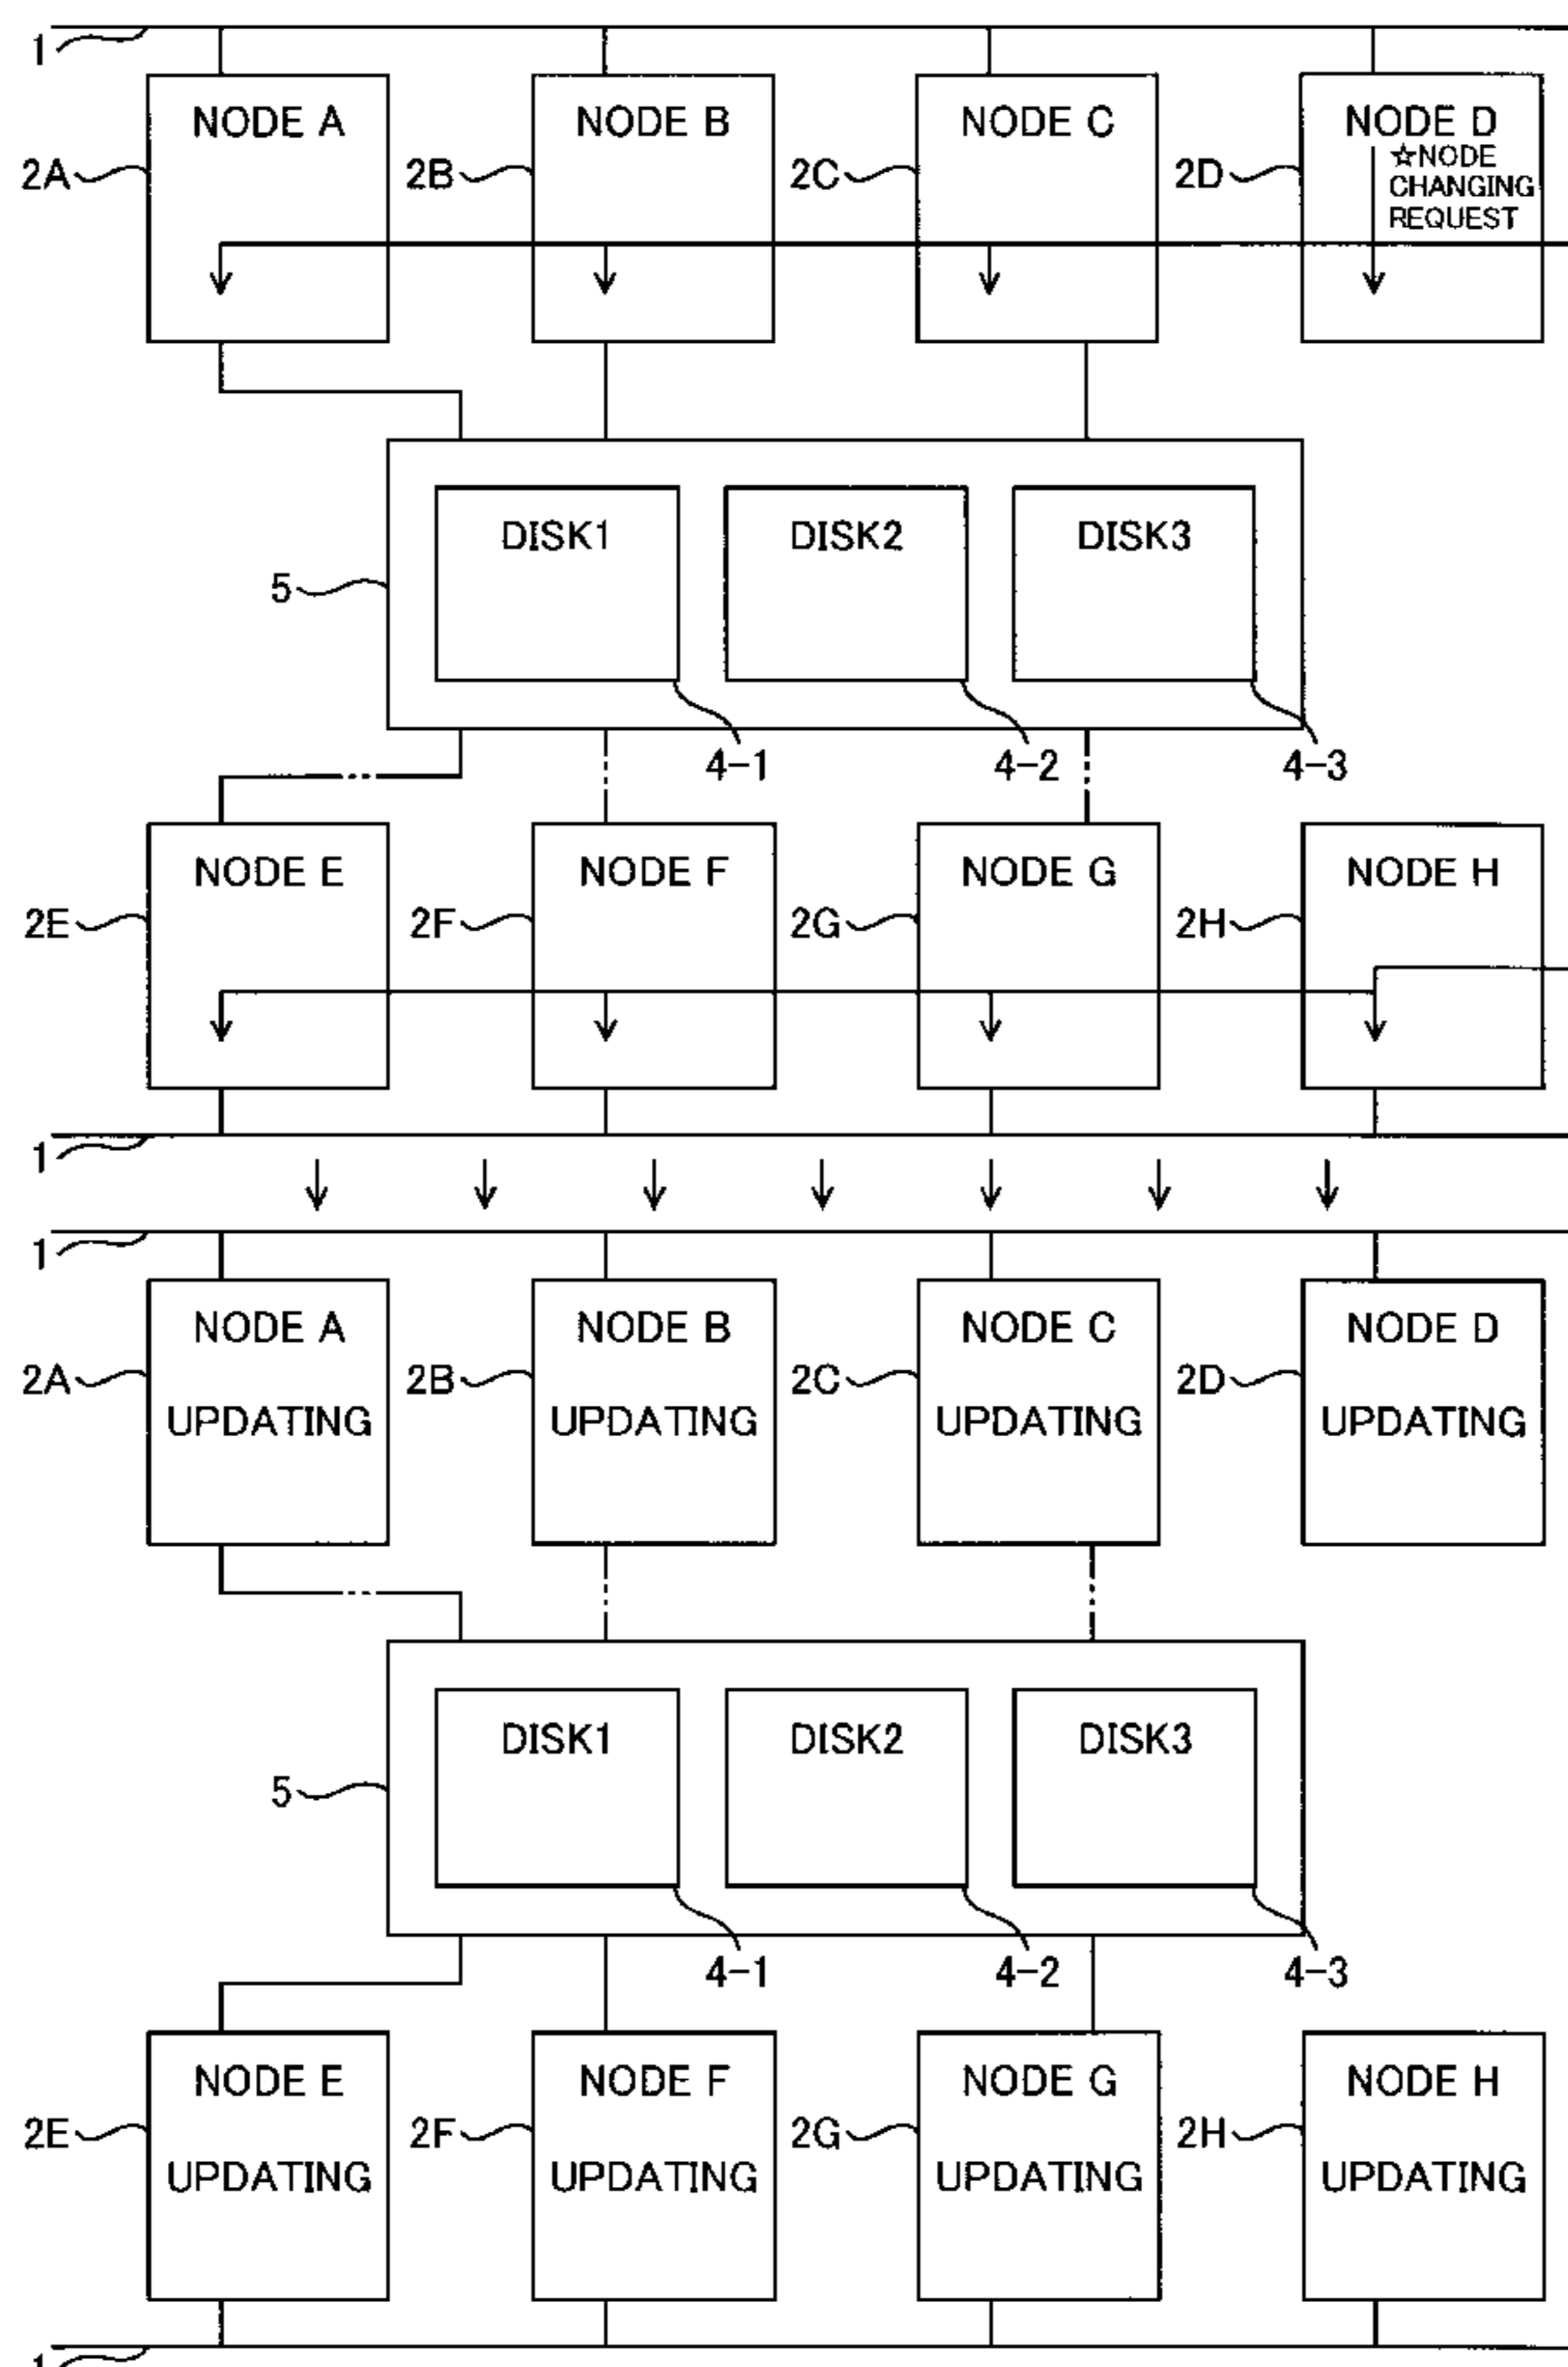 1
NODE A
NODE B
NODE C
NODE D
☆NODE
CHANGING
REQUEST
2A
2B
2C
2D
DISK1
DISK2
DISK3
5
4-1
4-2
4-3
NODE E
NODE F
NODE G
NODE H
2E
2F
2G
2H
1
1
NODE A
NODE B
NODE C
NODE D
2A
2B
2C
2D
UPDATING
UPDATING
UPDATING
UPDATING
DISK1
DISK2
DISK3
5
4-1
4-2
4-3
NODE E
NODE F
NODE G
NODE H
2E
2F
2G
2H
UPDATING
UPDATING
UPDATING
UPDATING
1